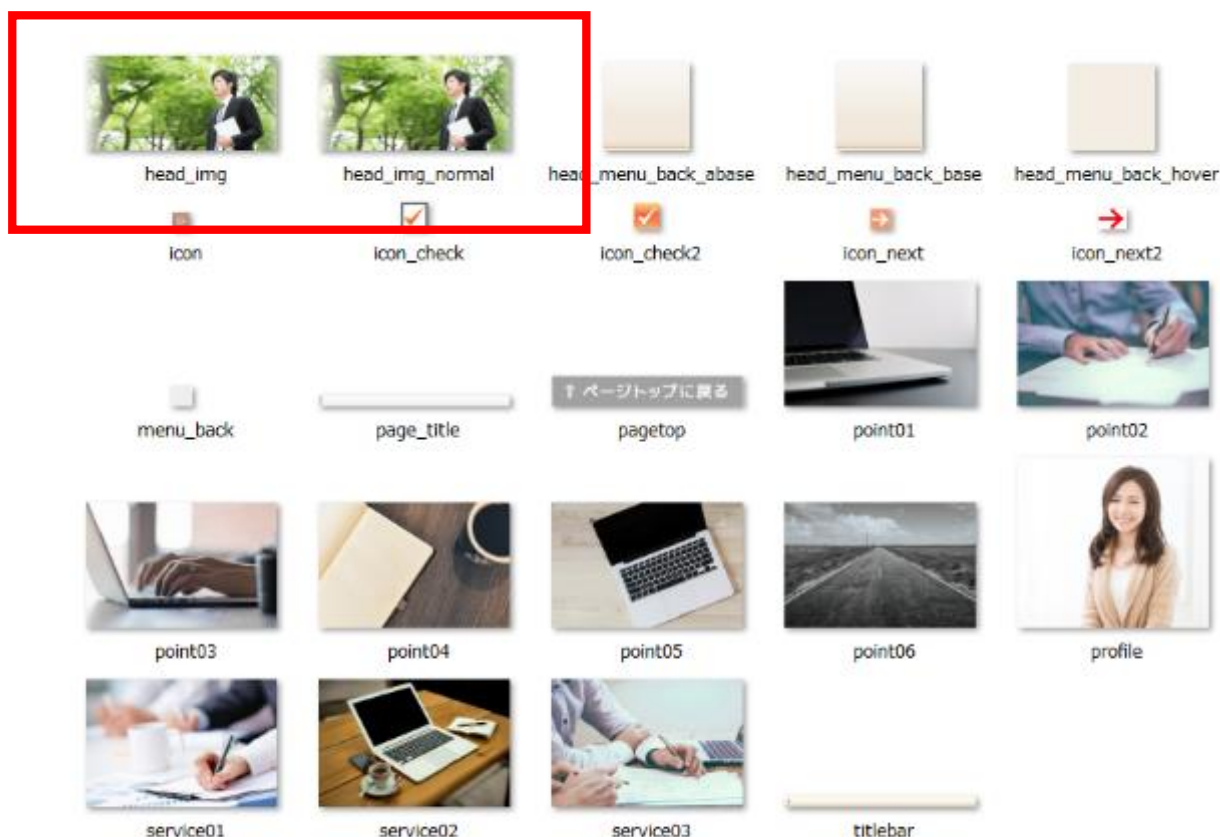 head_img head_img_normal head_menu_back_abase head_menu_back_base head_menu_back_hover
icon icon_check icon_check2 icon_next icon_next2
↑ ページトップに戻る
menu_back page_title pagetop point01 point02
point03 point04 point05 point06 profile
service01 service02 service03 titlebar